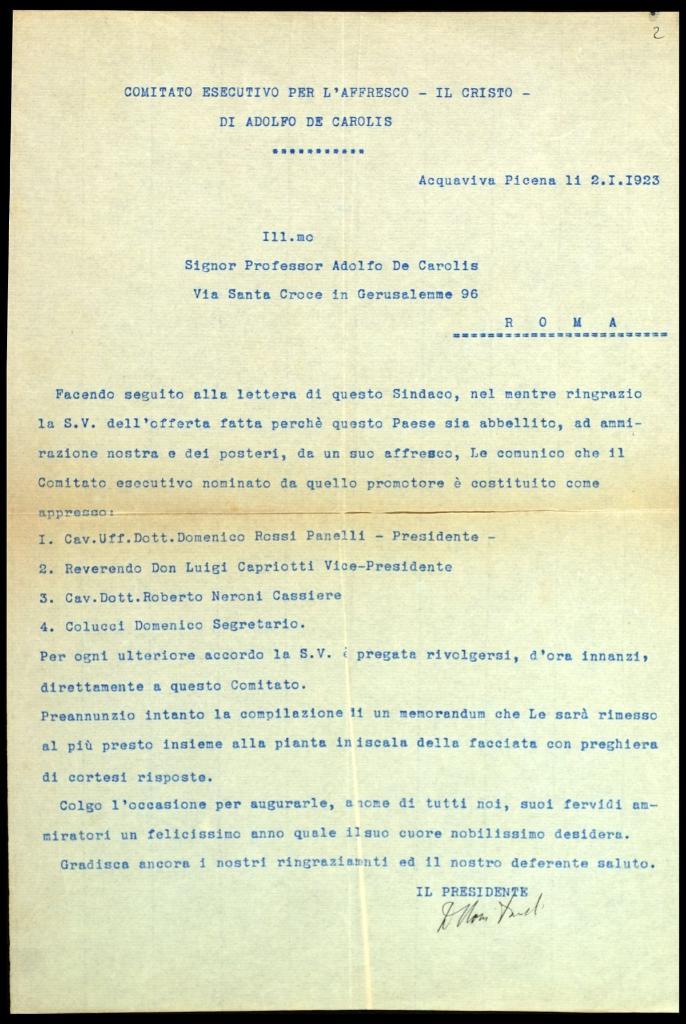 2
COMITATO ESECUTIVO PER L'AFFRESCO - IL CRISTO -
DI ADOLFO DE CAROLIS
Acquaviva Picena li 2.I.I923
Ill.mo
Signor Professor Adolfo De Carolis
Via Santa Croce in Gerusalemme 96
R O M A
Facendo seguito alla lettera di questo Sindaco, nel mentre ringrazio
la S.V. dell'offerta fatta perchè questo Paese sia abbellito, ad ammi-
razione nostra e dei posteri, da un suo affresco, Le comunico che il
Comitato esecutivo nominato da quello promotore è costituito come
appresso:
I. Cav.Uff.Dott.Domenico Rossi Panelli - Presidente -
2. Reverendo Don Luigi Capriotti Vice-Presidente
3. Cav.Dott.Roberto Neroni Cassiere
4. Colucci Domenico Segretario.
Per ogni ulteriore accordo la S.V. è pregata rivolgersi, d'ora innanzi,
direttamente a questo Comitato.
Preannunzio intanto la compilazione di un memorandum che Le sarà rimesso
al più presto insieme alla pianta in iscala della facciata con preghiera
di cortesi risposte.
Colgo l'occasione per augurarle, a nome di tutti noi, suoi fervidi am-
miratori un felicissimo anno quale il suo cuore nobilissimo desidera.
Gradisca ancora i nostri ringraziamnti ed il nostro deferente saluto.
IL PRESIDENTE